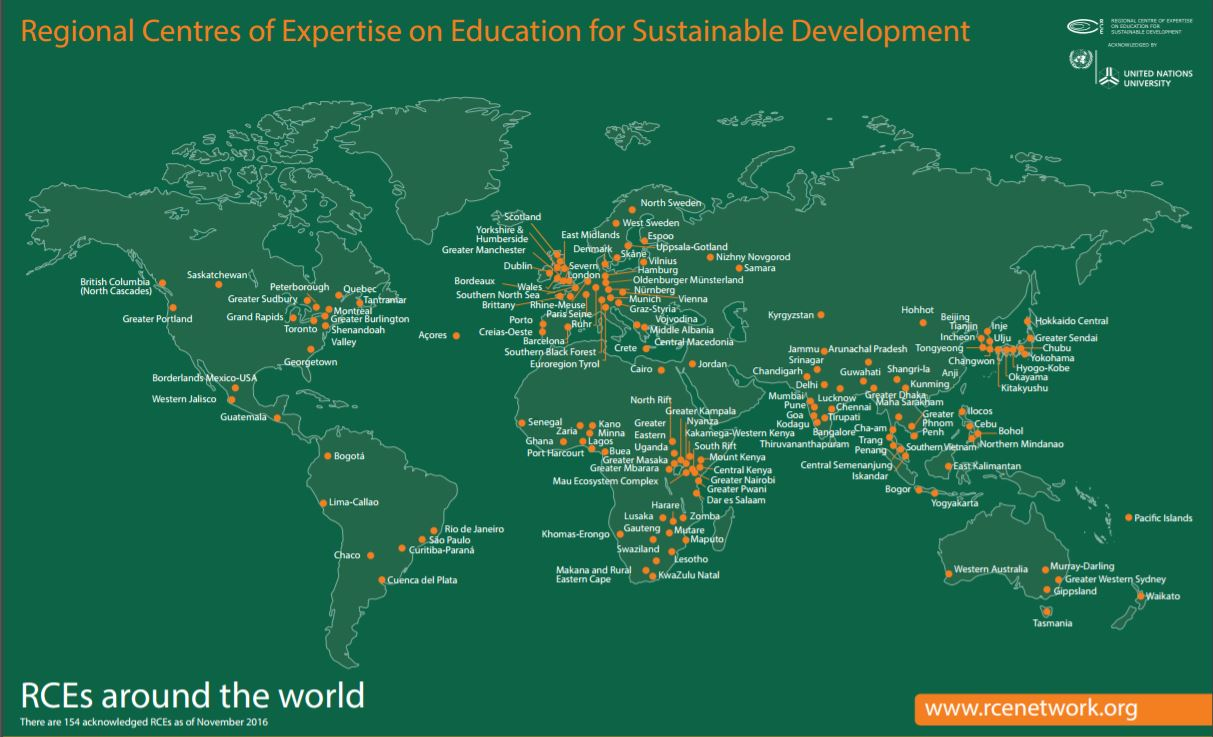 Regional Centres of Expertise on Education for Sustainable Development
R
C
E
REGIONAL CENTRE OF EXPERTISE
ON EDUCATION FOR
SUSTAINABLE DEVELOPMENT
ACKNOWLEDGED BY
UNITED NATIONS
UNIVERSITY
British Columbia
(North Cascades)
Saskatchewan
Greater Portland
Peterborough
Quebec
Greater Sudbury
Tantramar
Montréal
Grand Rapids
Greater Burlington
Toronto
Shenandoah
Valley
Georgetown
Borderlands Mexico-USA
Western Jalisco
Guatemala
Bogotá
Lima-Callao
Rio de Janeiro
São Paulo
Curitiba-Paraná
Chaco
Cuenca del Plata
Açores
North Sweden
Scotland
West Sweden
Yorkshire &
Humberside
East Midlands
Espoo
Greater Manchester
Denmark
Uppsala-Gotland
Skåne
Nizhny Novgorod
Dublin
Severn
Vilnius
Samara
London
Hamburg
Bordeaux
Wales
Oldenburger Münsterland
Southern North Sea
Nürnberg
Brittany
Rhine-Meuse
Munich
Vienna
Paris Seine
Graz-Styria
Porto
Ruhr
Vojvodina
Creias-Oeste
Middle Albania
Barcelona
Crete
Central Macedonia
Southern Black Forest
Euroregion Tyrol
Cairo
Jordan
Kyrgyzstan
Hohhot
Beijing
Tianjin
Inje
Hokkaido Central
Incheon
Ulju
Greater Sendai
Tongyeong
Chubu
Jammu
Arunachal Pradesh
Yokohama
Srinagar
Changwon
Hyogo-Kobe
Chandigarh
Guwahati
Shangri-la
Anji
Okayama
Delhi
Kunming
Kitakyushu
Mumbai
Lucknow
Greater Dhaka
Pune
Chennai
Maha Sarakham
Goa
Tirupati
Greater
Phnom
Penh
Ilocos
Kodagu
Bangalore
Cha-am
Cebu
Thiruvananthapuram
Trang
Bohol
Penang
Southern Vietnam
Northern Mindanao
Central Semenanjung
Iskandar
East Kalimantan
Bogor
Yogyakarta
North Rift
Greater Kampala
Nyanza
Senegal
Kano
Zaria
Minna
Greater
Eastern
Uganda
Kakamega-Western Kenya
Ghana
Lagos
South Rift
Port Harcourt
Buea
Greater Masaka
Mount Kenya
Greater Mbarara
Central Kenya
Mau Ecosystem Complex
Greater Nairobi
Greater Pwani
Dar es Salaam
Harare
Lusaka
Zomba
Khomas-Erongo
Gauteng
Mutare
Maputo
Swaziland
Lesotho
Makana and Rural
Eastern Cape
KwaZulu Natal
Pacific Islands
Western Australia
Murray-Darling
Greater Western Sydney
Gippsland
Waikato
Tasmania
RCEs around the world
There are 154 acknowledged RCEs as of November 2016
www.rcenetwork.org